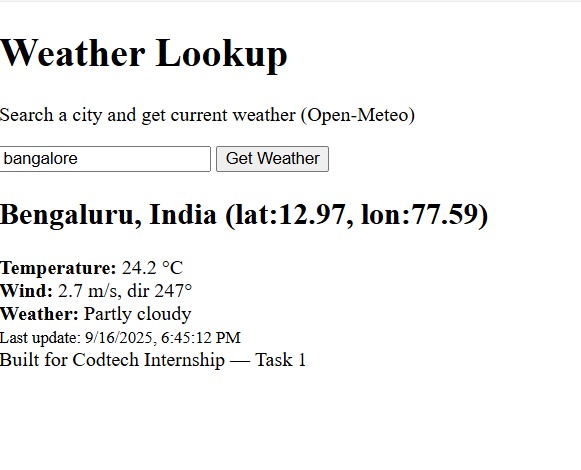 Weather Lookup
Search a city and get current weather (Open-Meteo)
bangalore Get Weather
Bengaluru, India (lat:12.97, lon:77.59)
Temperature: 24.2 °C
Wind: 2.7 m/s, dir 247°
Weather: Partly cloudy
Last update: 9/16/2025, 6:45:12 PM
Built for Codtech Internship — Task 1